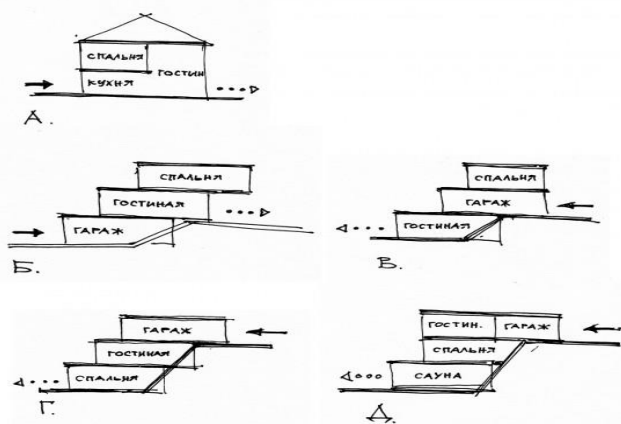 СПАЛЬНЯ
ГОСТИН
КУХНЯ
А.
СПАЛЬНЯ
ГОСТИНАЯ
ГАРАЖ
Б.
СПАЛЬНЯ
ГАРАЖ
ГОСТИНАЯ
В.
ГАРАЖ
ГОСТИНАЯ
СПАЛЬНЯ
Г.
ГОСТИН. ГАРАЖ
СПАЛЬНЯ
САУНА
Д.